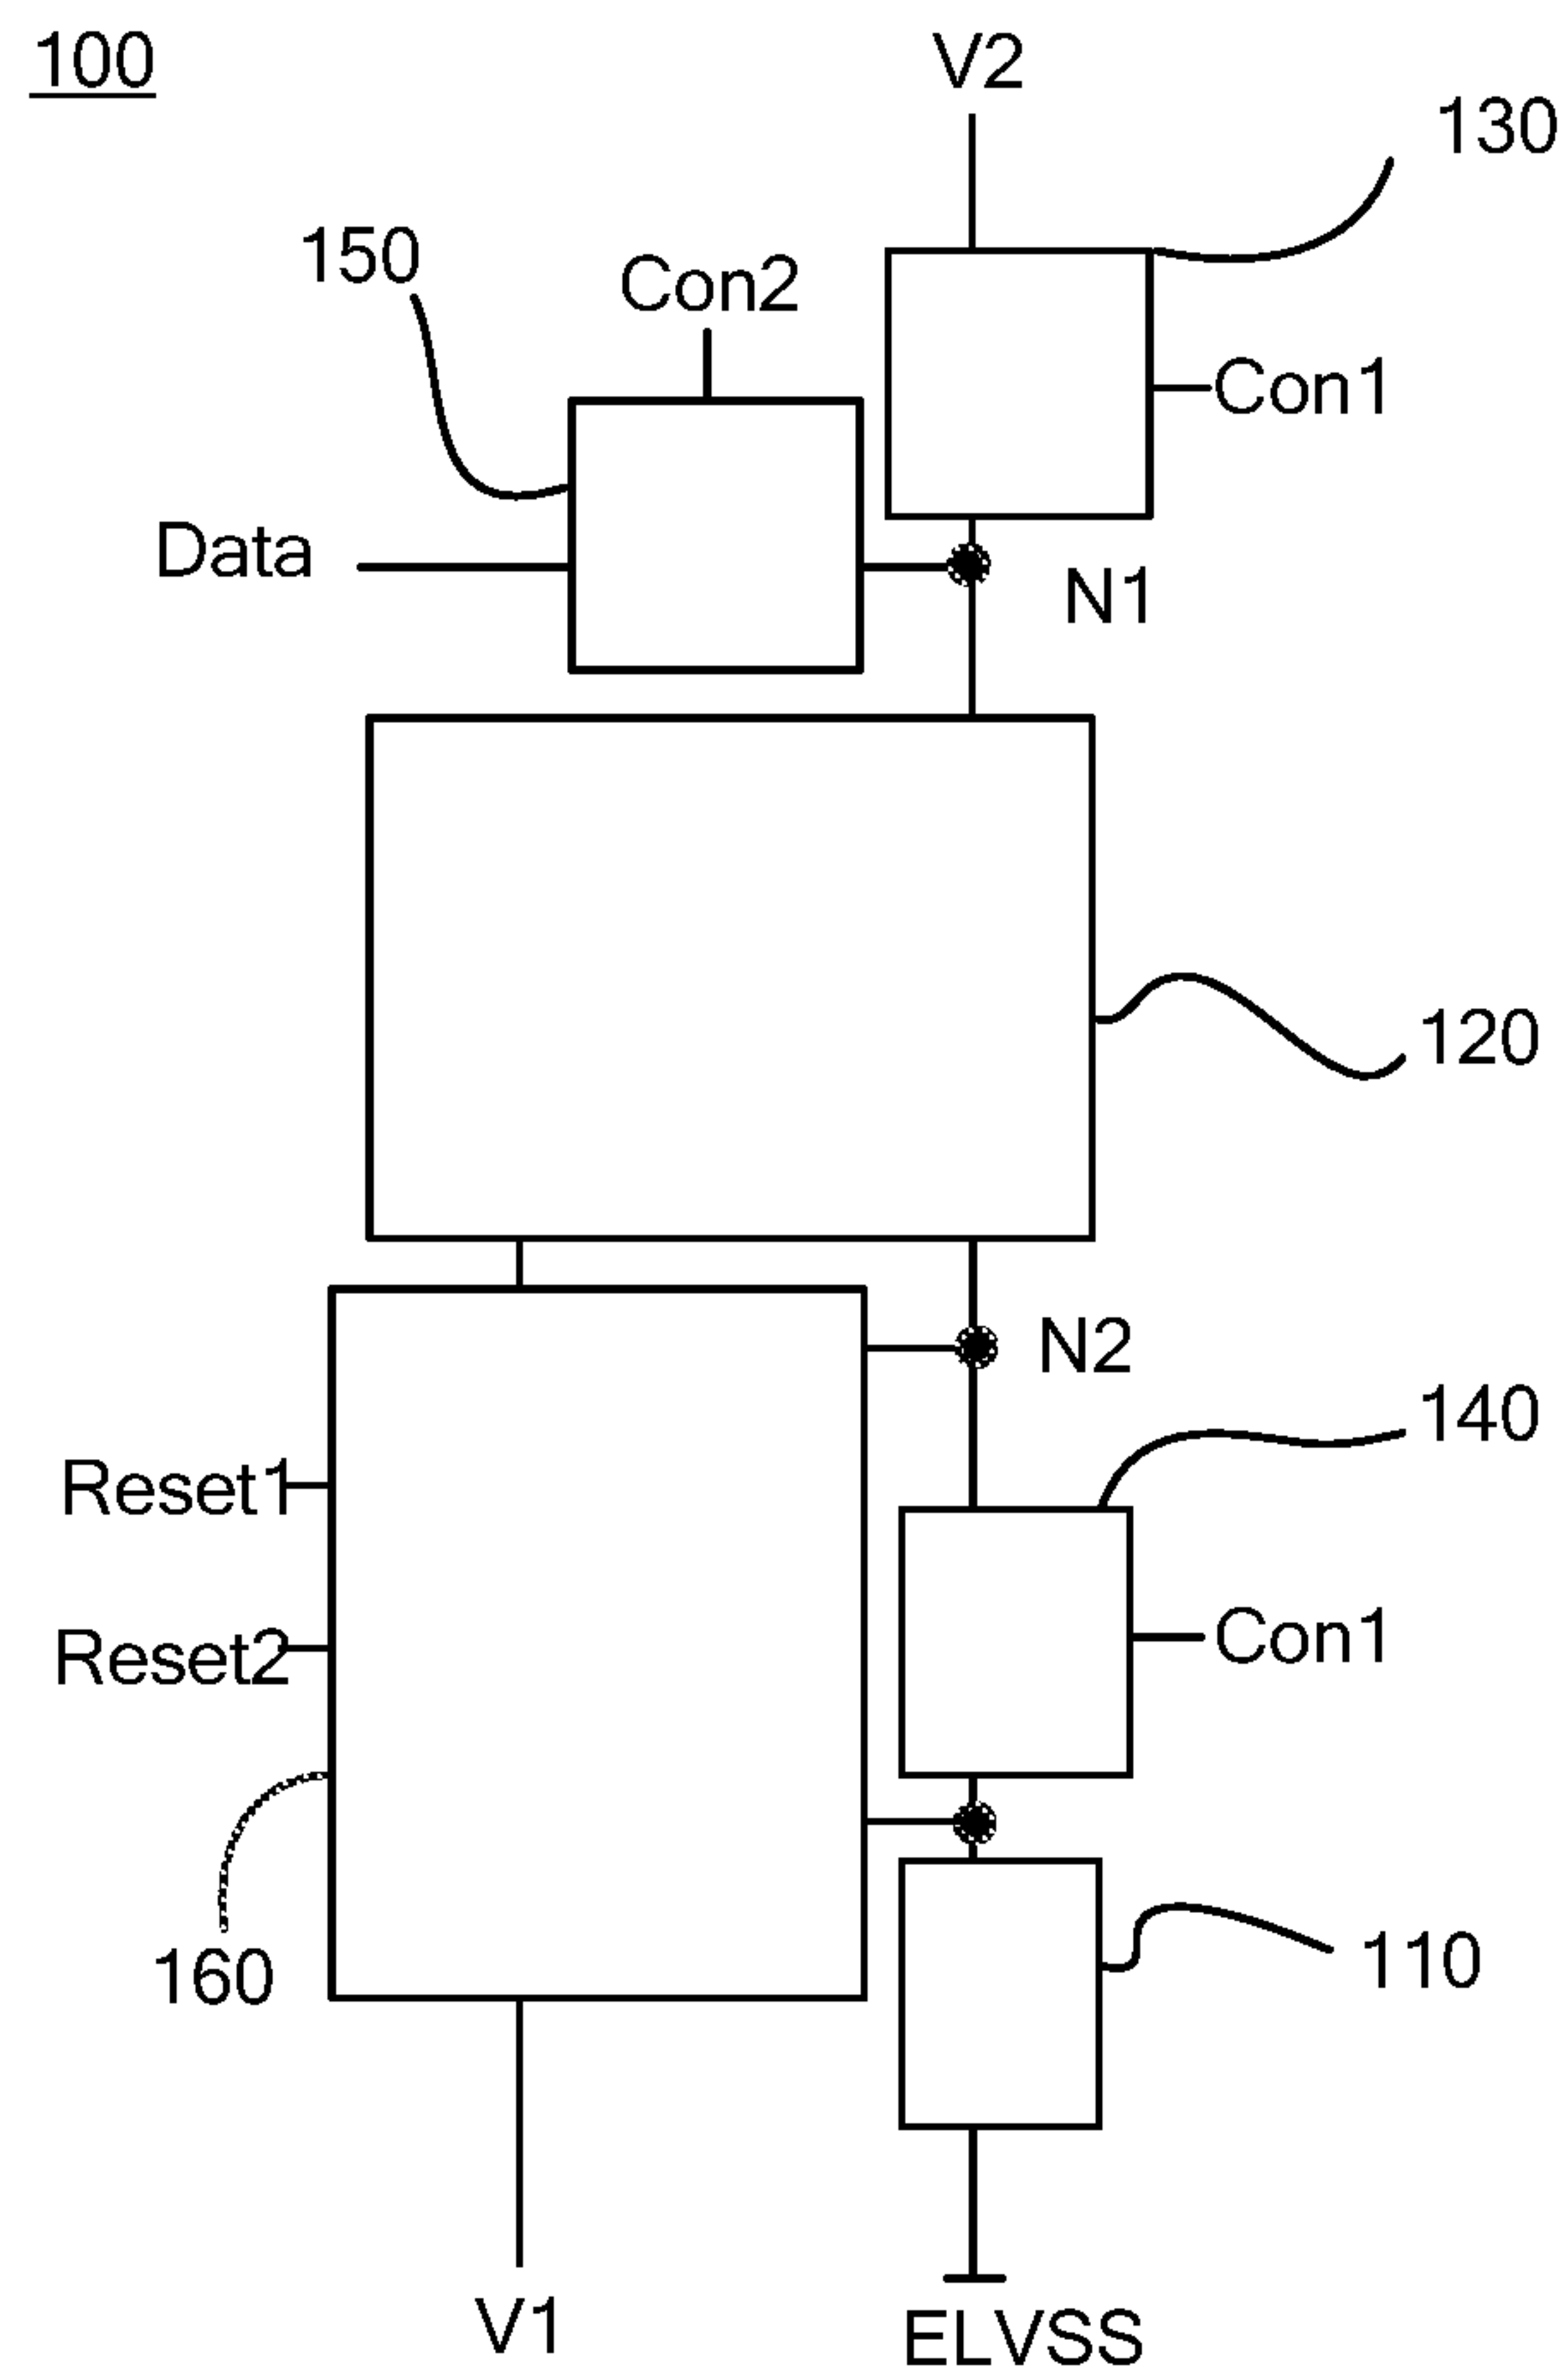 100
V2
130
150
Con2
Con1
Data
N1
120
N2
140
Reset1
Con1
Reset2
160
110
V1
ELVSS